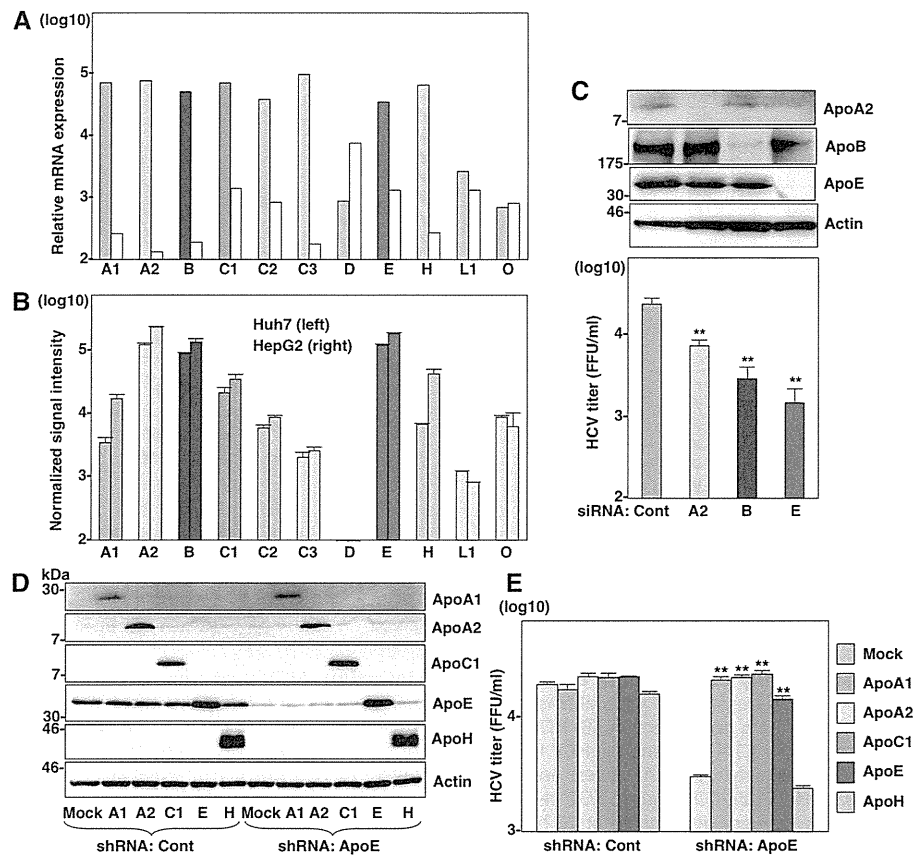 A
(log10)
Relative mRNA expression
5
4
3
2
A1 A2 B C1 C2 C3 D E H L1 O
B
(log10)
Huh7 (left)
HepG2 (right)
Normalized signal intensity
5
4
3
2
A1 A2 B C1 C2 C3 D E H L1 O
C
7-
ApoA2
175
ApoB
30
ApoE
46
Actin
(log10)
HCV titer (FFU/ml)
4
3
2
**
**
**
siRNA: Cont A2 B E
D
kDa
30-
ApoA1
7-
ApoA2
7-
ApoC1
30
ApoE
46
ApoH
46-
Actin
Mock A1 A2 C1 E H Mock A1 A2 C1 E H
shRNA: Cont shRNA: ApoE
E
(log10)
HCV titer (FFU/ml)
4
3
** ** ** **
shRNA: Cont shRNA: ApoE
Mock
ApoA1
ApoA2
ApoC1
ApoE
ApoH